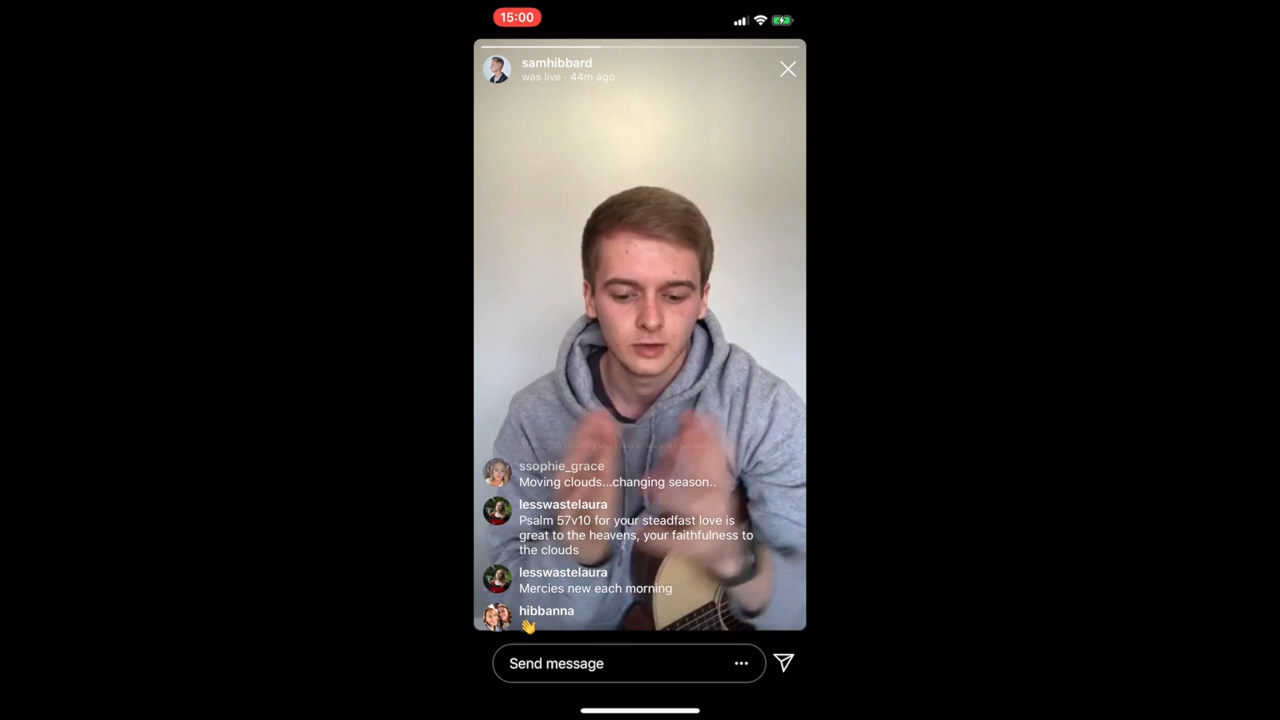 15:00
samhibbard
was live · 44m ago
ssophie_grace
Moving clouds...changing season..
lesswastelaura
Psalm 57v10 for your steadfast love is
great to the heavens, your faithfulness to
the clouds
lesswastelaura
Mercies new each morning
hibbanna
👋
Send message